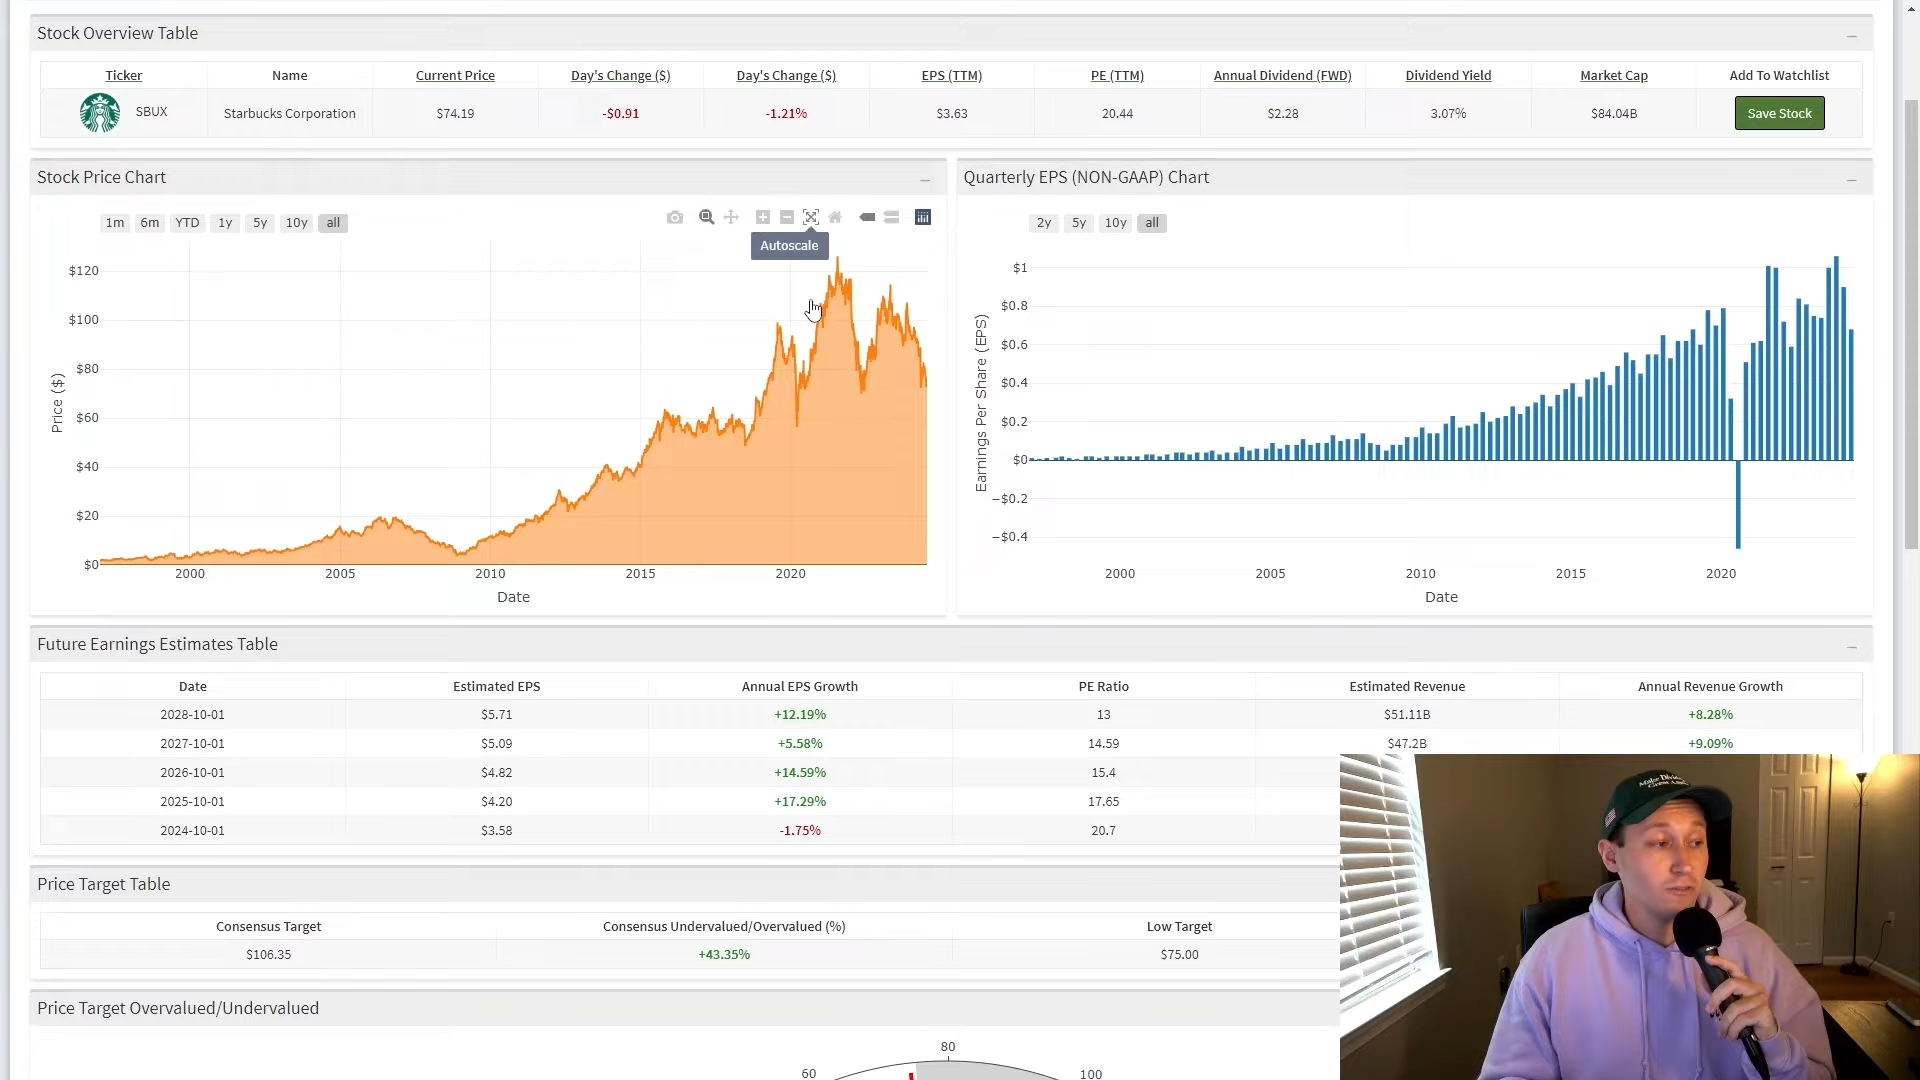 Stock Overview Table
Ticker Name Current Price Day's Change ($) Day's Change ($) EPS (TTM) PE (TTM) Annual Dividend (FWD) Dividend Yield Market Cap Add To Watchlist
SBUX Starbucks Corporation $74.19 -$0.91 -1.21% $3.63 20.44 $2.28 3.07% $84.04B Save Stock
Stock Price Chart
1m 6m YTD 1y 5y 10y all
Autoscale
$120
$100
$80
$60
$40
$20
$0
Price ($)
2000 2005 2010 2015 2020
Date
Quarterly EPS (NON-GAAP) Chart
2y 5y 10y all
$1
$0.8
$0.6
$0.4
$0.2
$0
−$0.2
−$0.4
Earnings Per Share (EPS)
2000 2005 2010 2015 2020
Date
Future Earnings Estimates Table
Date Estimated EPS Annual EPS Growth PE Ratio Estimated Revenue Annual Revenue Growth
2028-10-01 $5.71 +12.19% 13 $51.11B +8.28%
2027-10-01 $5.09 +5.58% 14.59 $47.2B +9.09%
2026-10-01 $4.82 +14.59% 15.4
2025-10-01 $4.20 +17.29% 17.65
2024-10-01 $3.58 -1.75% 20.7
Price Target Table
Consensus Target Consensus Undervalued/Overvalued (%) Low Target
$106.35 +43.35% $75.00
Price Target Overvalued/Undervalued
60 80 100